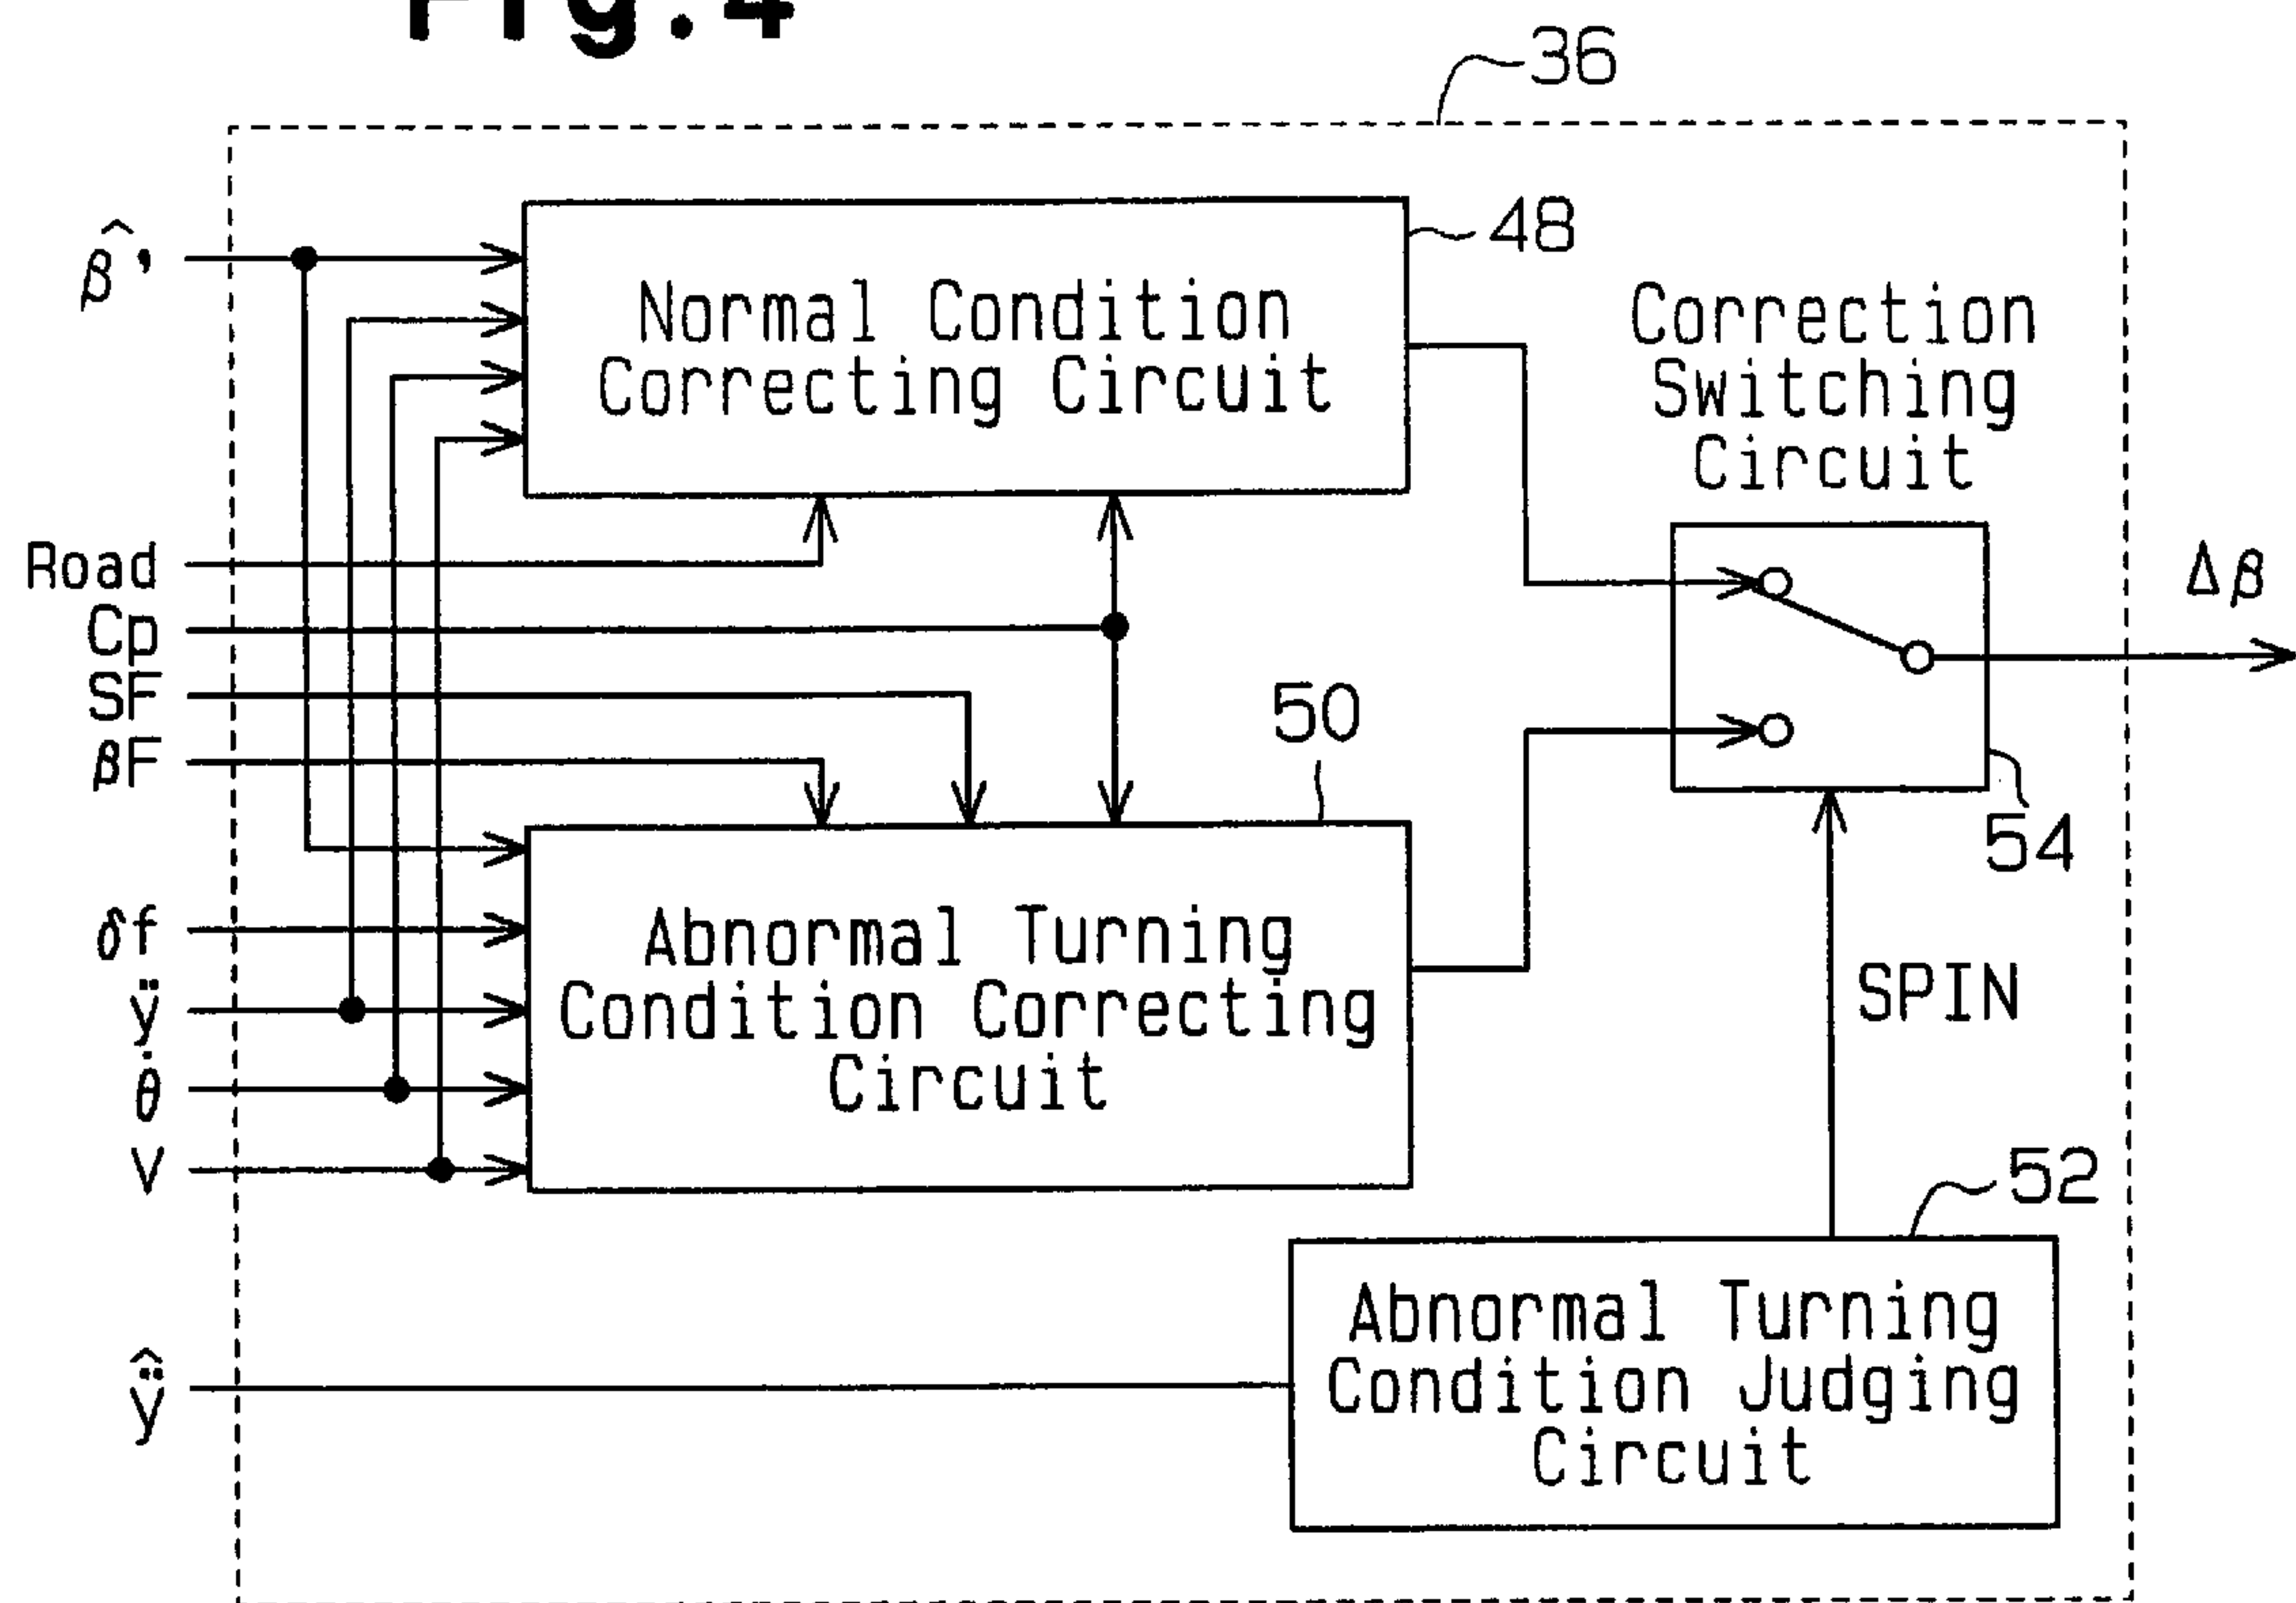 Fig.4
36
β̂'
48
Normal Condition
Correcting Circuit
Correction
Switching
Circuit
Road
Cp
SF
βF
Δβ
50
54
δf
ÿ
θ̇
V
Abnormal Turning
Condition Correcting
Circuit
SPIN
52
ÿ̂
Abnormal Turning
Condition Judging
Circuit